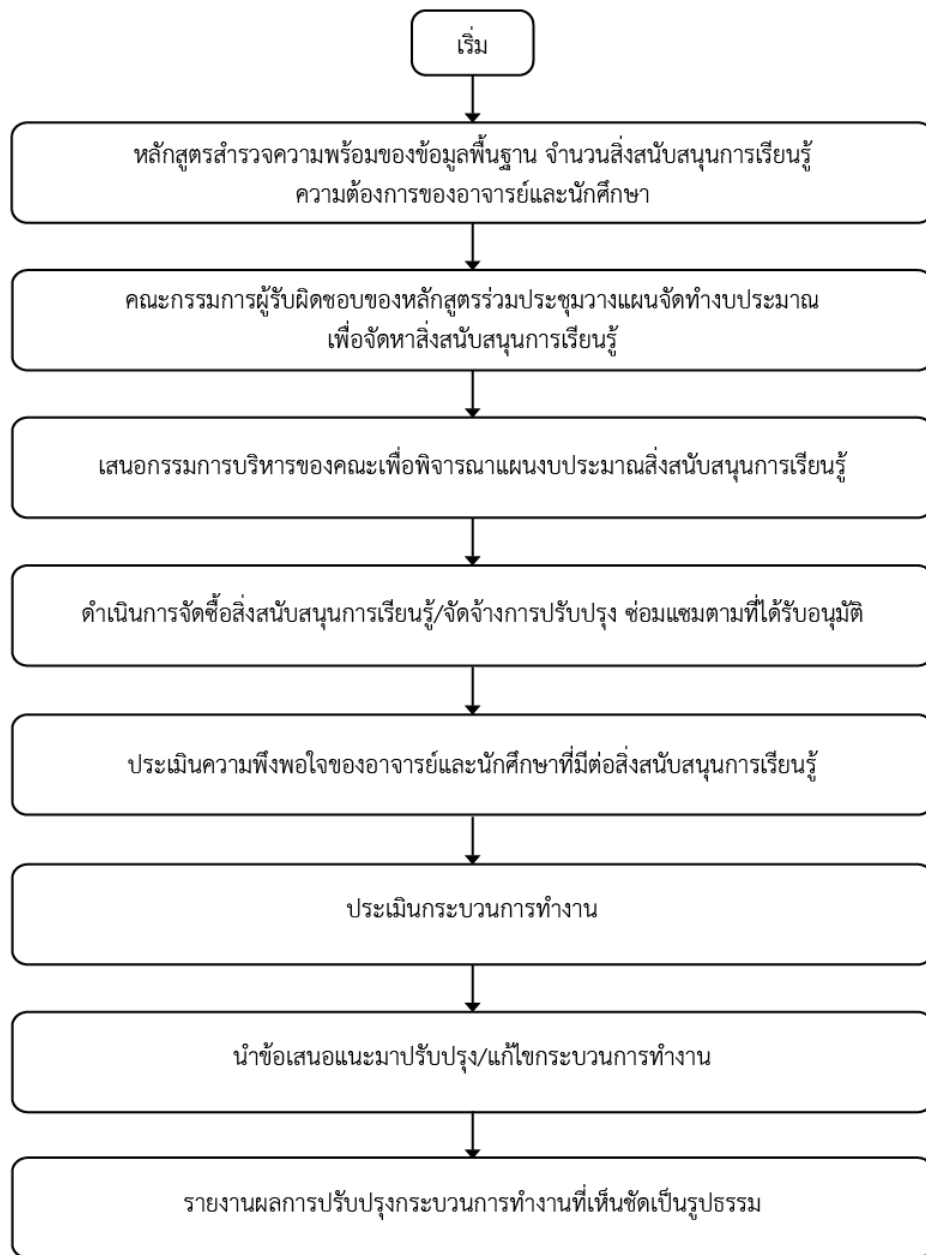 เริ่ม
หลักสูตรสำรวจความพร้อมของข้อมูลพื้นฐาน จำนวนสิ่งสนับสนุนการเรียนรู้
ความต้องการของอาจารย์และนักศึกษา
คณะกรรมการผู้รับผิดชอบของหลักสูตรร่วมประชุมวางแผนจัดทำงบประมาณ
เพื่อจัดหาสิ่งสนับสนุนการเรียนรู้
เสนอกรรมการบริหารของคณะเพื่อพิจารณาแผนงบประมาณสิ่งสนับสนุนการเรียนรู้
ดำเนินการจัดซื้อสิ่งสนับสนุนการเรียนรู้/จัดจ้างการปรับปรุง ซ่อมแซมตามที่ได้รับอนุมัติ
ประเมินความพึงพอใจของอาจารย์และนักศึกษาที่มีต่อสิ่งสนับสนุนการเรียนรู้
ประเมินกระบวนการทำงาน
นำข้อเสนอแนะมาปรับปรุง/แก้ไขกระบวนการทำงาน
รายงานผลการปรับปรุงกระบวนการทำงานที่เห็นชัดเป็นรูปธรรม